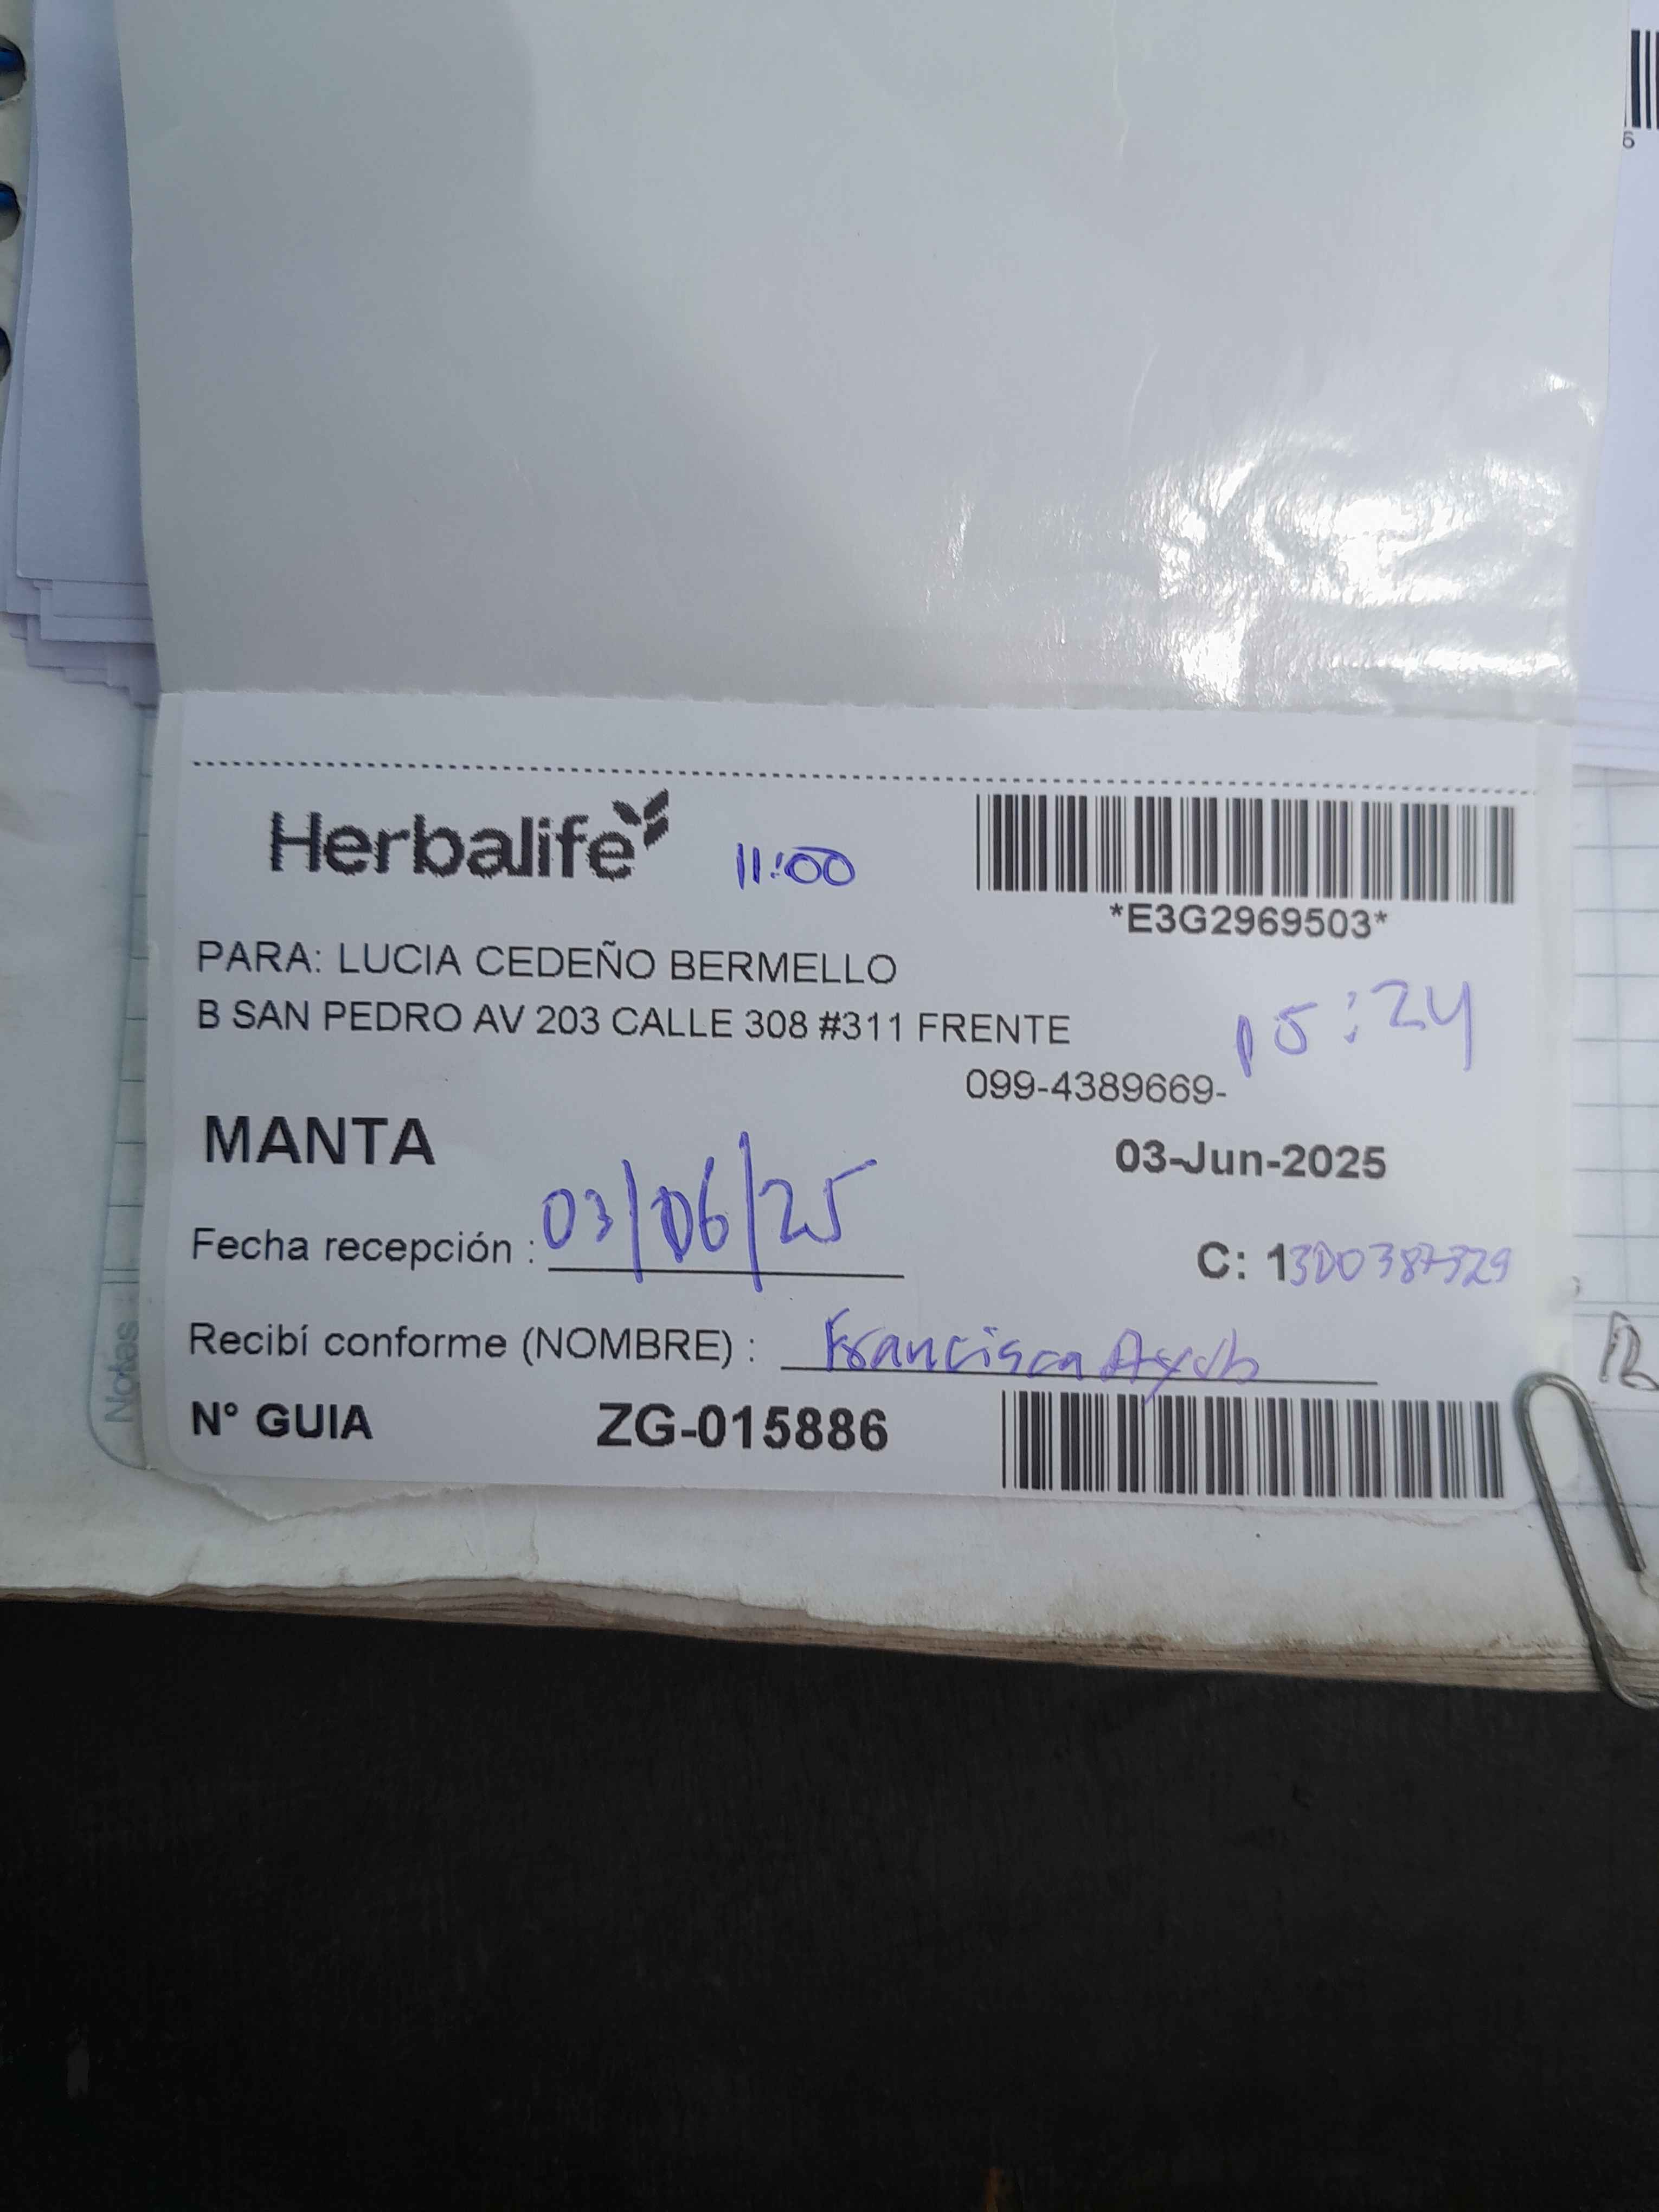 6
Herbalife
11:00
*E3G2969503*
PARA: LUCIA CEDEÑO BERMELLO
B SAN PEDRO AV 203 CALLE 308 #311 FRENTE
15:24
099-4389669-
MANTA
03-Jun-2025
Fecha recepción : 03/06/25
C: 1300387329
Recibí conforme (NOMBRE) : Francisca
N° GUIA ZG-015886
Notas